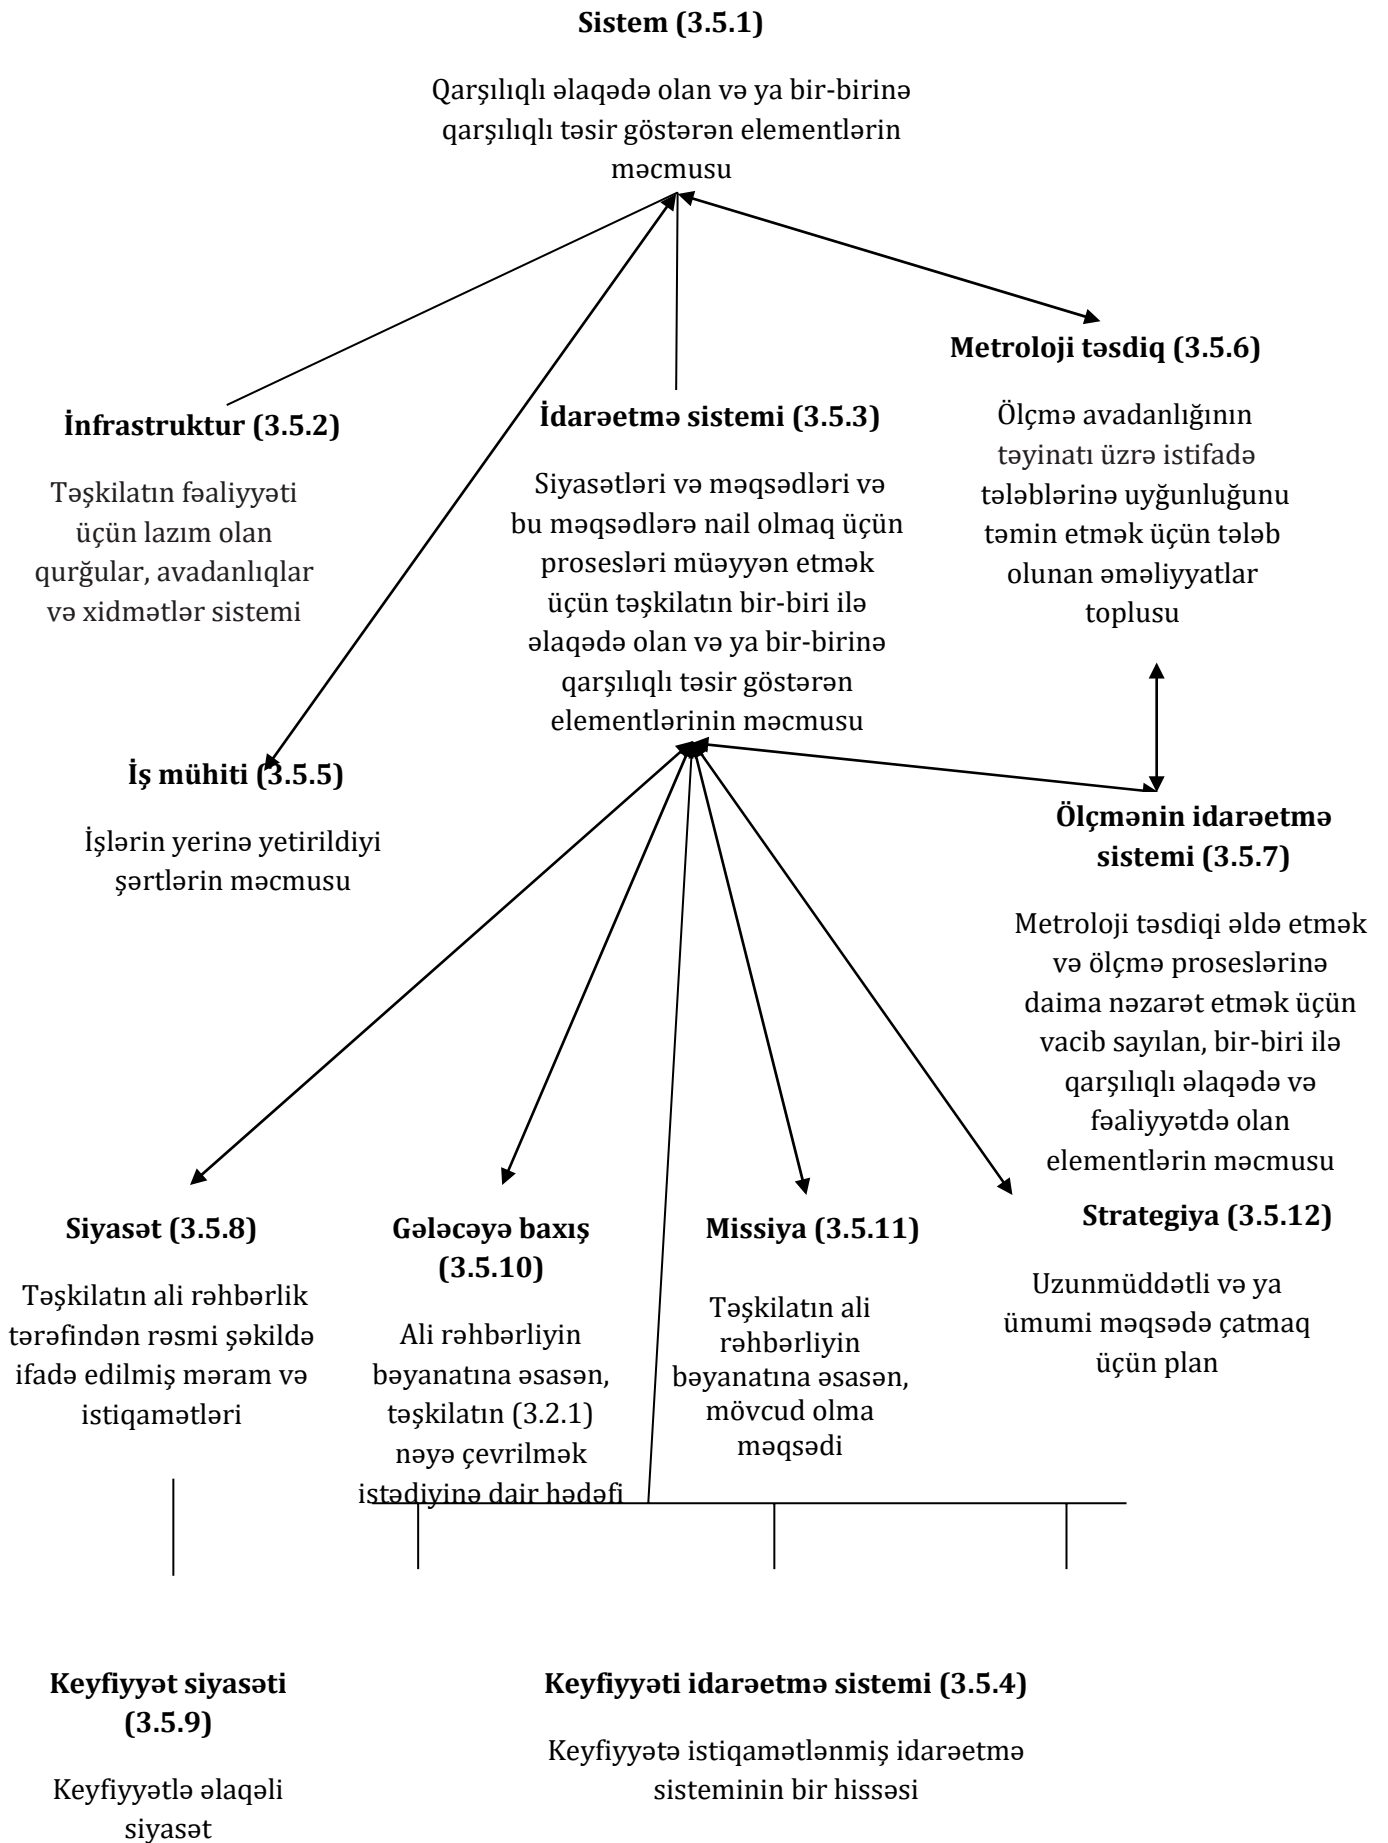 Sistem (3.5.1)
Qarşılıqlı əlaqədə olan və ya bir-birinə
qarşılıqlı təsir göstərən elementlərin
məcmusu
Metroloji təsdiq (3.5.6)
Ölçmə avadanlığının
təyinatı üzrə istifadə
tələblərinə uyğunluğunu
təmin etmək üçün tələb
olunan əməliyyatlar
toplusu
İnfrastruktur (3.5.2)
Təşkilatın fəaliyyəti
üçün lazım olan
qurğular, avadanlıqlar
və xidmətlər sistemi
İdarəetmə sistemi (3.5.3)
Siyasətləri və məqsədləri və
bu məqsədlərə nail olmaq üçün
prosesləri müəyyən etmək
üçün təşkilatın bir-biri ilə
əlaqədə olan və ya bir-birinə
qarşılıqlı təsir göstərən
elementlərinin məcmusu
İş mühiti (3.5.5)
İşlərin yerinə yetirildiyi
şərtlərin məcmusu
Ölçmənin idarəetmə
sistemi (3.5.7)
Metroloji təsdiqi əldə etmək
və ölçmə proseslərinə
daima nəzarət etmək üçün
vacib sayılan, bir-biri ilə
qarşılıqlı əlaqədə və
fəaliyyətdə olan
elementlərin məcmusu
Siyasət (3.5.8)
Təşkilatın ali rəhbərlik
tərəfindən rəsmi şəkildə
ifadə edilmiş məram və
istiqamətləri
Gələcəyə baxış
(3.5.10)
Ali rəhbərliyin
bəyanatına əsasən,
təşkilatın (3.2.1)
nəyə çevrilmək
istədiyinə dair hədəfi
Missiya (3.5.11)
Təşkilatın ali
rəhbərliyin
bəyanatına əsasən,
mövcud olma
məqsədi
Strategiya (3.5.12)
Uzunmüddətli və ya
ümumi məqsədə çatmaq
üçün plan
Keyfiyyət siyasəti
(3.5.9)
Keyfiyyətlə əlaqəli
siyasət
Keyfiyyəti idarəetmə sistemi (3.5.4)
Keyfiyyətə istiqamətlənmiş idarəetmə
sisteminin bir hissəsi